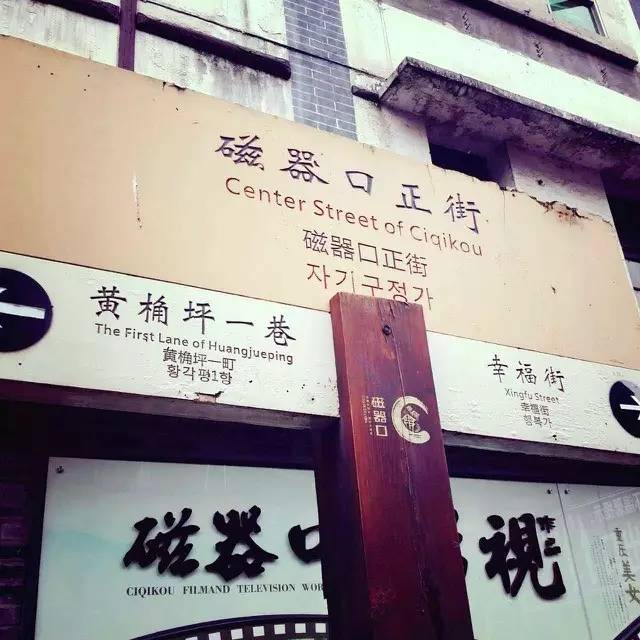 磁器口正街
Center Street of Ciqikou
磁器口正街
자기구정가
黄桷坪一巷
The First Lane of Huangjueping
黄桷坪一町
황각평1항
幸福街
Xingfu Street
幸福街
행복가
磁器口
磁器口
視
CIQIKOU FILMAND TELEVISION WOR